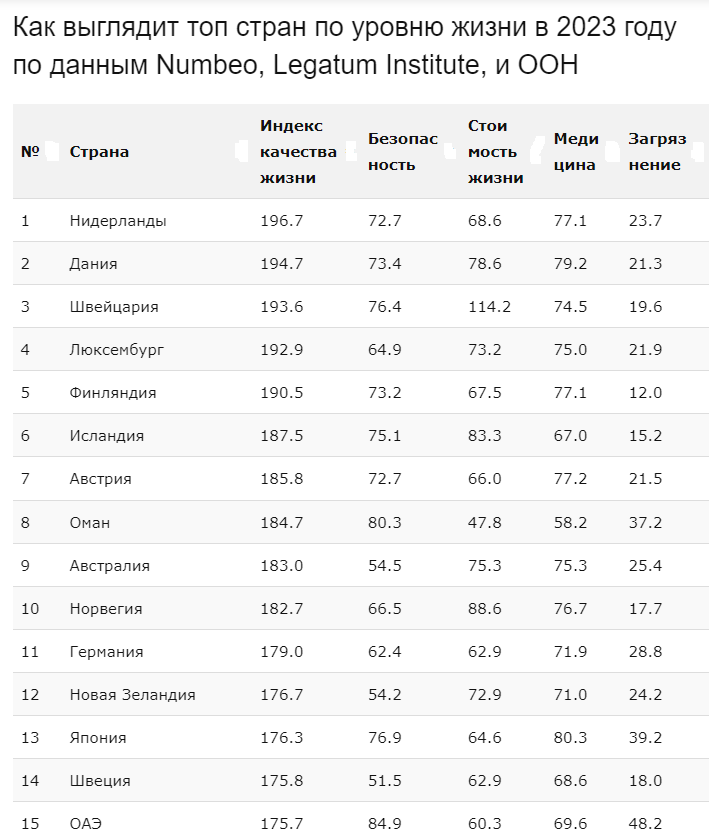 Как выглядит топ стран по уровню жизни в 2023 году
по данным Numbeo, Legatum Institute, и ООН
№ Страна Индекс качества жизни Безопас ность Стои мость жизни Меди цина Загряз нение
1 Нидерланды 196.7 72.7 68.6 77.1 23.7
2 Дания 194.7 73.4 78.6 79.2 21.3
3 Швейцария 193.6 76.4 114.2 74.5 19.6
4 Люксембург 192.9 64.9 73.2 75.0 21.9
5 Финляндия 190.5 73.2 67.5 77.1 12.0
6 Исландия 187.5 75.1 83.3 67.0 15.2
7 Австрия 185.8 72.7 66.0 77.2 21.5
8 Оман 184.7 80.3 47.8 58.2 37.2
9 Австралия 183.0 54.5 75.3 75.3 25.4
10 Норвегия 182.7 66.5 88.6 76.7 17.7
11 Германия 179.0 62.4 62.9 71.9 28.8
12 Новая Зеландия 176.7 54.2 72.9 71.0 24.2
13 Япония 176.3 76.9 64.6 80.3 39.2
14 Швеция 175.8 51.5 62.9 68.6 18.0
15 ОАЭ 175.7 84.9 60.3 69.6 48.2